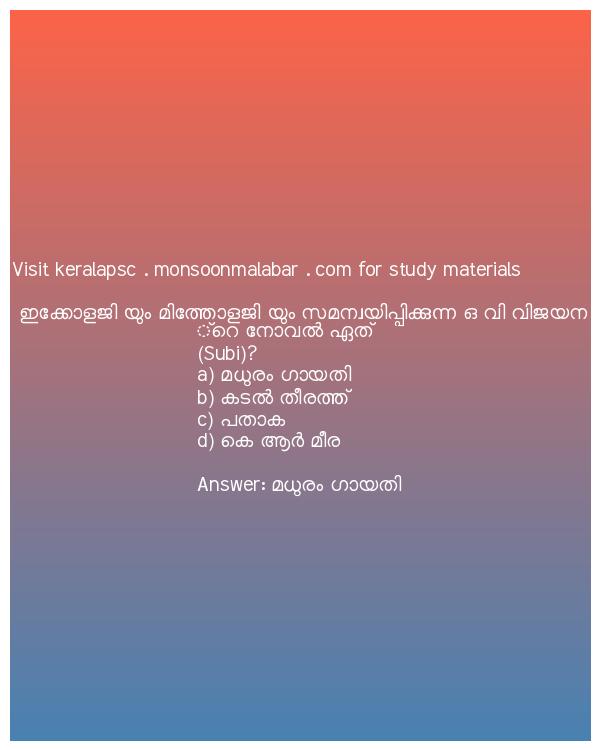 Visit keralapsc . monsoonmalabar . com for study materials
ഇക്കോളജി യും മിത്തോളജി യും സമന്വയിപ്പിക്കുന്ന ഒ വി വിജയന
്റെ നോവൽ ഏത്
(Subi)?
a) മധുരം ഗായതി
b) കടൽ തീരത്ത്
c) പതാക
d) കെ ആർ മീര
Answer: മധുരം ഗായതി